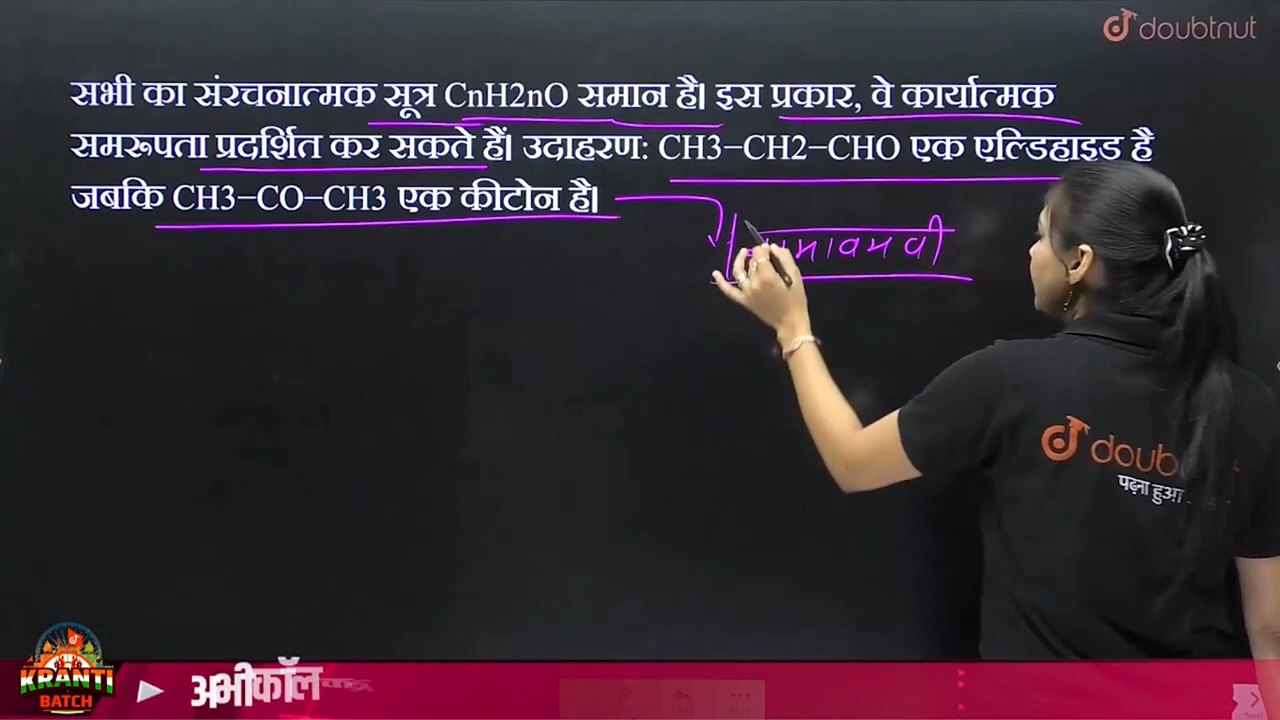 doubtnut
सभी का संरचनात्मक सूत्र CnH2nO समान है। इस प्रकार, वे कार्यात्मक
समरूपता प्रदर्शित कर सकते हैं। उदाहरण: CH3-CH2-CHO एक एल्डिहाइड है
जबकि CH3-CO-CH3 एक कीटोन है।
पढ़ना हुआ
KRANTI
BATCH
अभी कॉल